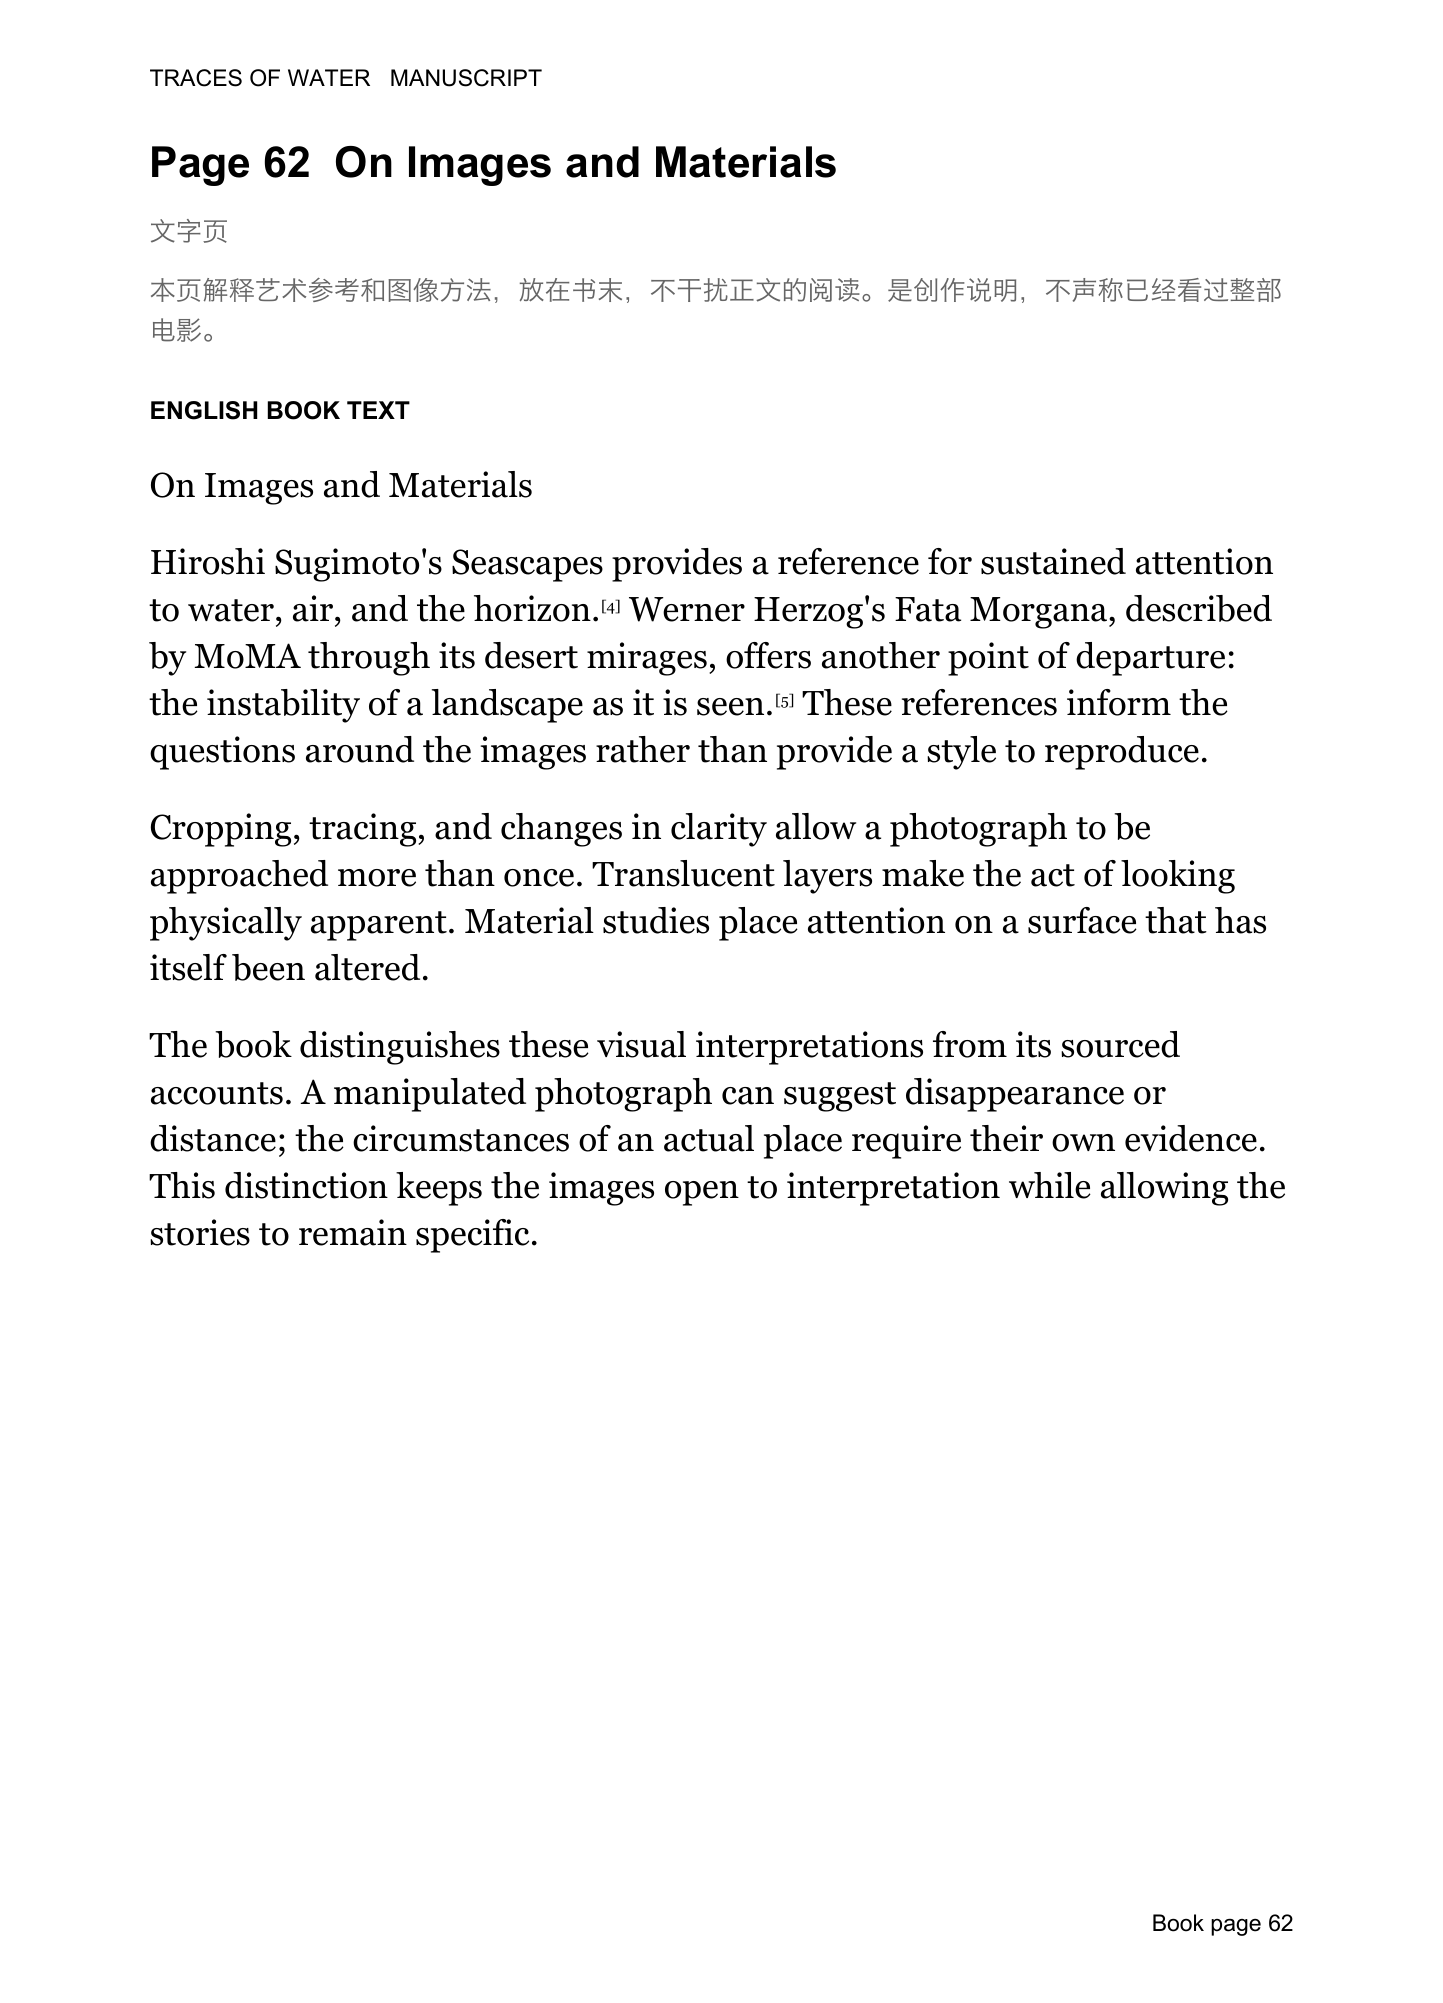 TRACES OF WATER   MANUSCRIPT
Page 62  On Images and Materials
文字页
本页解释艺术参考和图像方法，放在书末，不干扰正文的阅读。是创作说明，不声称已经看过整部
电影。
ENGLISH BOOK TEXT
On Images and Materials
Hiroshi Sugimoto's Seascapes provides a reference for sustained attention
to water, air, and the horizon.[4] Werner Herzog's Fata Morgana, described
by MoMA through its desert mirages, offers another point of departure:
the instability of a landscape as it is seen.[5] These references inform the
questions around the images rather than provide a style to reproduce.
Cropping, tracing, and changes in clarity allow a photograph to be
approached more than once. Translucent layers make the act of looking
physically apparent. Material studies place attention on a surface that has
itself been altered.
The book distinguishes these visual interpretations from its sourced
accounts. A manipulated photograph can suggest disappearance or
distance; the circumstances of an actual place require their own evidence.
This distinction keeps the images open to interpretation while allowing the
stories to remain specific.
Book page 62